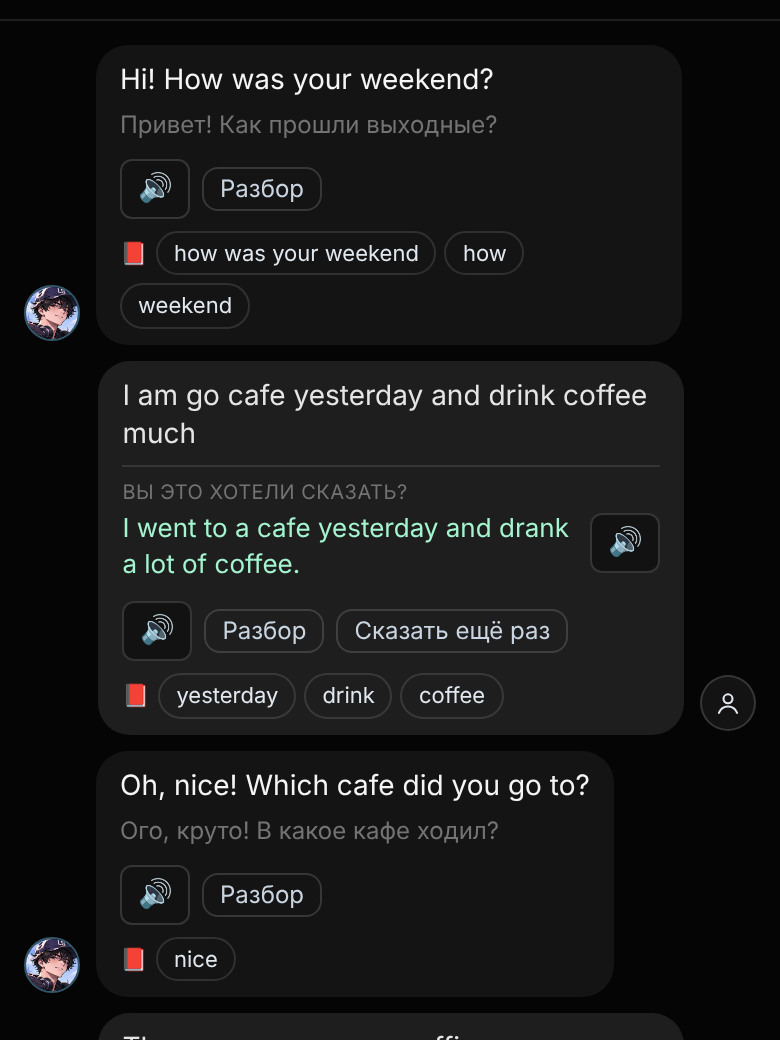 Hi! How was your weekend?
Привет! Как прошли выходные?
Разбор
how was your weekend how
weekend
I am go cafe yesterday and drink coffee
much
ВЫ ЭТО ХОТЕЛИ СКАЗАТЬ?
I went to a cafe yesterday and drank
a lot of coffee.
Разбор Сказать ещё раз
yesterday drink coffee
Oh, nice! Which cafe did you go to?
Ого, круто! В какое кафе ходил?
Разбор
nice